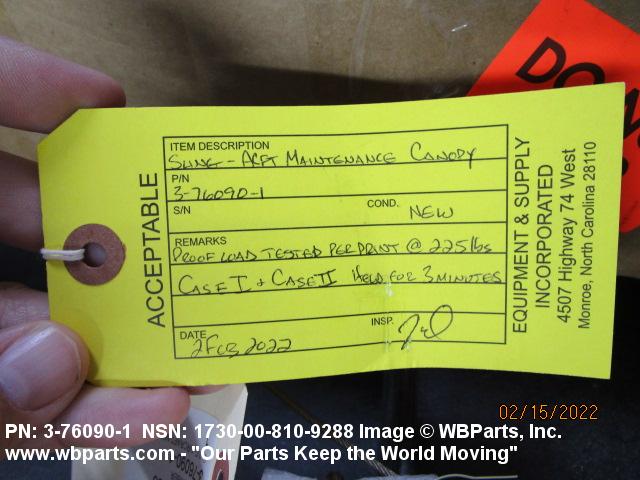 DO N
ACCEPTABLE
ITEM DESCRIPTION
SLING - ACFT MAINTENANCE CANOPY
P/N
3-76090-1
S/N
COND. NEW
REMARKS
PROOF LOAD TESTED PER PRINT @ 225 lbs
CASE I & CASE II HELD FOR 3 MINUTES
DATE 2 FEB 2022
INSP.
EQUIPMENT & SUPPLY
INCORPORATED
4507 Highway 74 West
Monroe, North Carolina 28110
02/15/2022
PN: 3-76090-1 NSN: 1730-00-810-9288 Image © WBParts, Inc.
www.wbparts.com - "Our Parts Keep the World Moving"